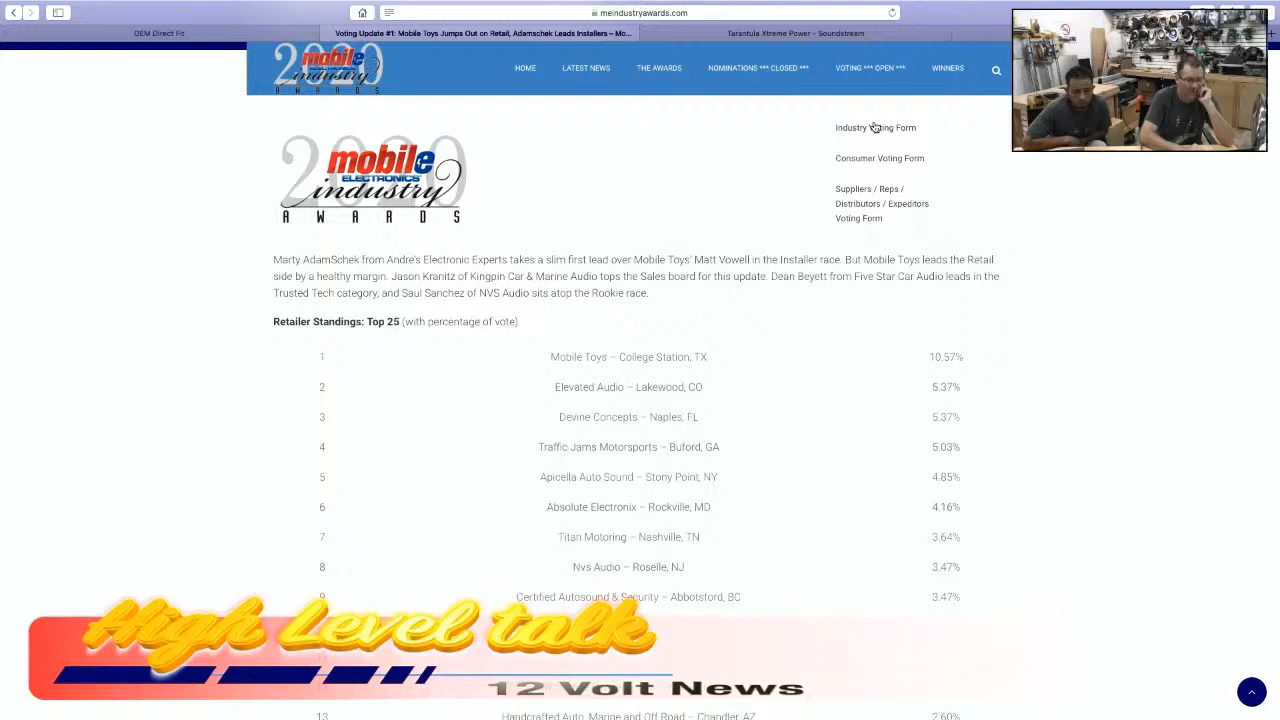 meindustryawards.com
OEM Direct Fit
Voting Update #1: Mobile Toys Jumps Out on Retail, Adamschek Leads Installers – Mo...
Tarantula Xtreme Power - Soundstream
2020
mobile
ELECTRONICS
industry
AWARDS
HOME
LATEST NEWS
THE AWARDS
NOMINATIONS *** CLOSED ***
VOTING *** OPEN ***
WINNERS
Industry Voting Form
Consumer Voting Form
Suppliers / Reps /
Distributors / Expeditors
Voting Form
2020
mobile
ELECTRONICS
industry
AWARDS
Marty AdamSchek from Andre's Electronic Experts takes a slim first lead over Mobile Toys' Matt Vowell in the Installer race. But Mobile Toys leads the Retail
side by a healthy margin. Jason Kranitz of Kingpin Car & Marine Audio tops the Sales board for this update. Dean Beyett from Five Star Car Audio leads in the
Trusted Tech category, and Saul Sanchez of NVS Audio sits atop the Rookie race.
Retailer Standings: Top 25 (with percentage of vote)
1 Mobile Toys – College Station, TX 10.57%
2 Elevated Audio – Lakewood, CO 5.37%
3 Devine Concepts – Naples, FL 5.37%
4 Traffic Jams Motorsports – Buford, GA 5.03%
5 Apicella Auto Sound – Stony Point, NY 4.85%
6 Absolute Electronix – Rockville, MD 4.16%
7 Titan Motoring – Nashville, TN 3.64%
8 Nvs Audio – Roselle, NJ 3.47%
9 Certified Autosound & Security – Abbotsford, BC 3.47%
High Level talk
12 Volt News
13 Handcrafted Auto, Marine and Off Road – Chandler, AZ 2.60%